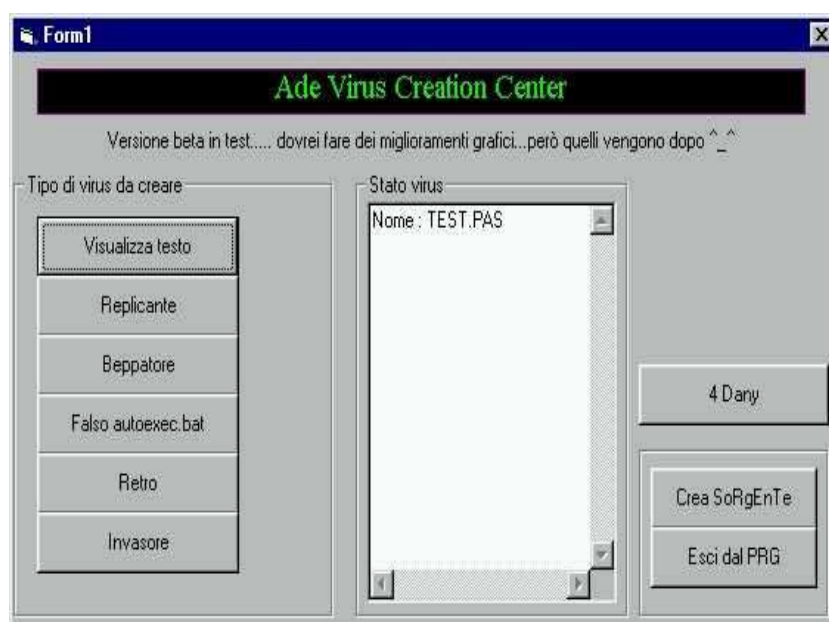 Form1
Ade Virus Creation Center
Versione beta in test..... dovrei fare dei miglioramenti grafici...però quelli vengono dopo ^_^
Tipo di virus da creare
Visualizza testo
Replicante
Beppatore
Falso autoexec.bat
Retro
Invasore
Stato virus
Nome : TEST.PAS
4 Dany
Crea SoRgEnTe
Esci dal PRG